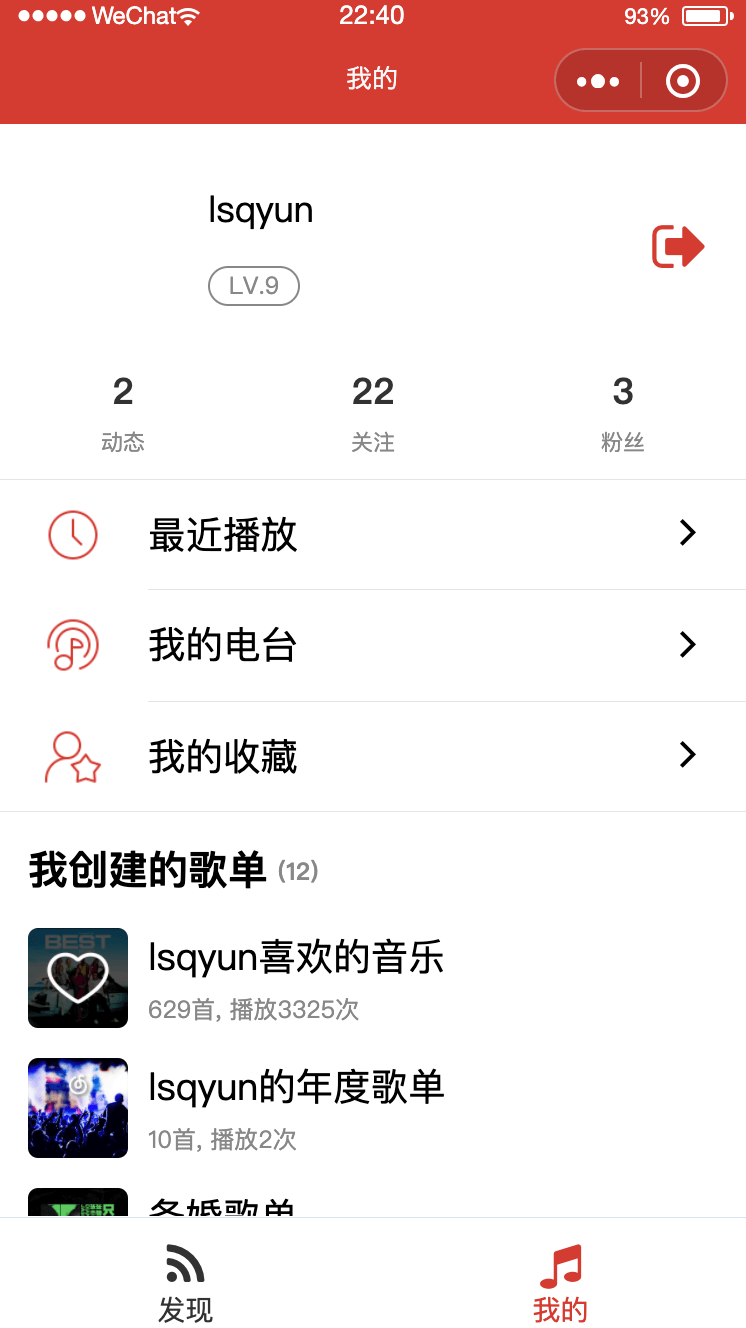 WeChat 22:40 93%
我的
lsqyun
LV.9
2 22 3
动态 关注 粉丝
最近播放
我的电台
我的收藏
我创建的歌单 (12)
BEST
lsqyun喜欢的音乐
629首, 播放3325次
lsqyun的年度歌单
10首, 播放2次
发现 我的